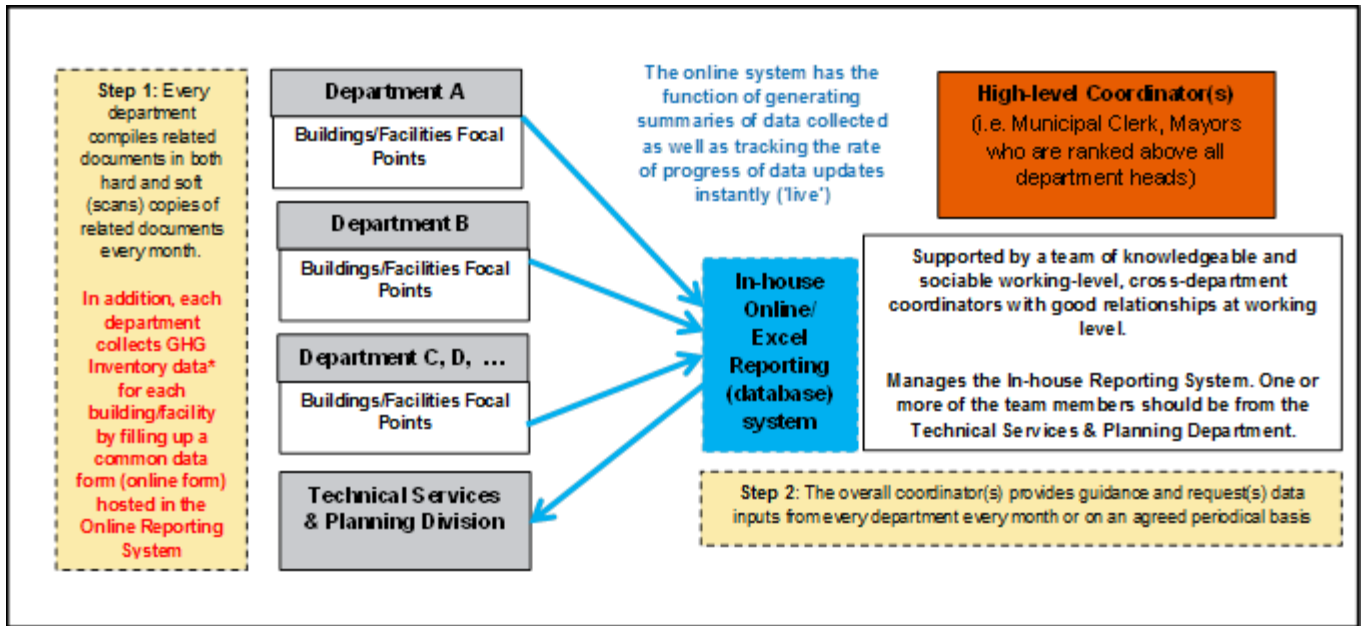 Step 1: Every
department
compiles related
documents in both
hard and soft
(scans) copies of
related documents
every month.
In addition, each
department
collects GHG
Inventory data*
for each
building/facility
by filling up a
common data
form (online form)
hosted in the
Online Reporting
System
Department A
Buildings/Facilities Focal
Points
Department B
Buildings/Facilities Focal
Points
Department C, D, ...
Buildings/Facilities Focal
Points
Technical Services
& Planning Division
The online system has the
function of generating
summaries of data collected
as well as tracking the rate
of progress of data updates
instantly ('live')
In-house
Online/
Excel
Reporting
(database)
system
High-level Coordinator(s)
(i.e. Municipal Clerk, Mayors
who are ranked above all
department heads)
Supported by a team of knowledgeable and
sociable working-level, cross-department
coordinators with good relationships at working
level.
Manages the In-house Reporting System. One or
more of the team members should be from the
Technical Services & Planning Department.
Step 2: The overall coordinator(s) provides guidance and request(s) data
inputs from every department every month or on an agreed periodical basis